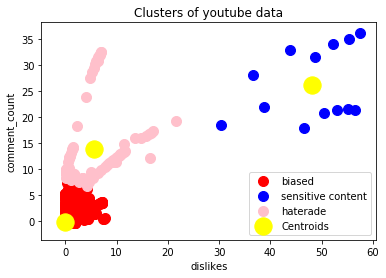 Clusters of youtube data
comment_count
35
30
25
20
15
10
5
0
biased
sensitive content
haterade
Centroids
0 10 20 30 40 50 60
dislikes